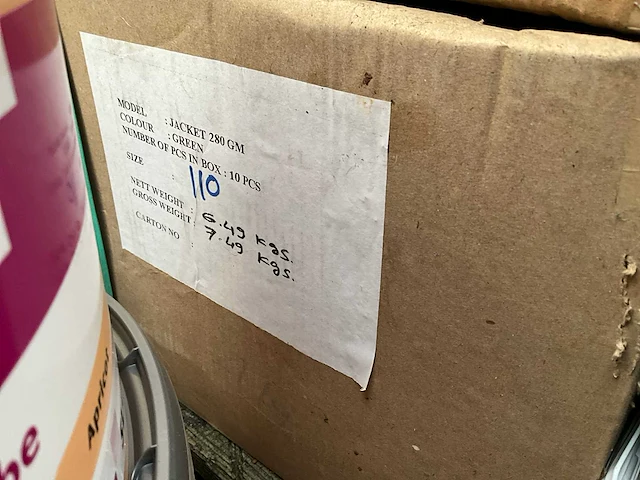 MODEL : JACKET 280 GM
COLOUR : GREEN
NUMBER OF PCS IN BOX : 10 PCS
SIZE : 110
NETT WEIGHT : 6.49 kgs.
GROSS WEIGHT : 7.49 kgs.
CARTON NO :
Apricot
be